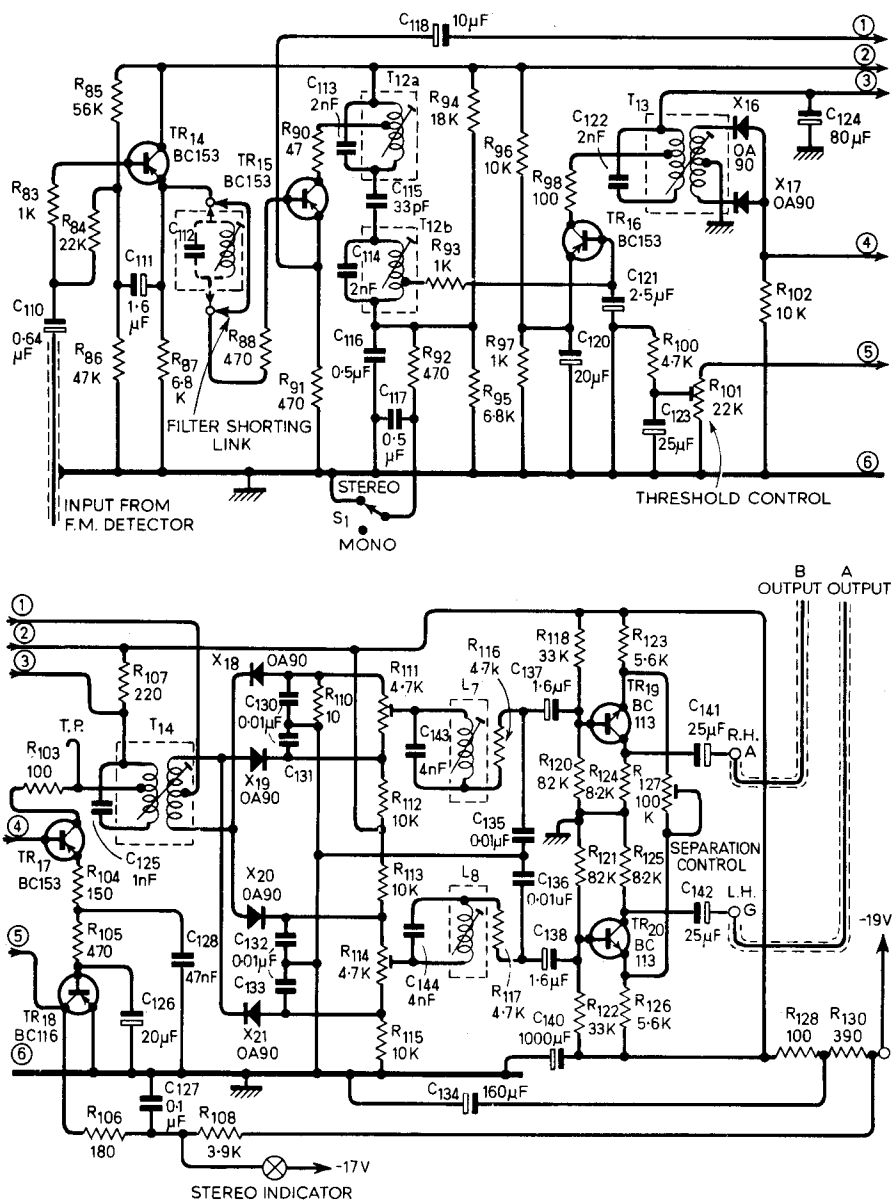 C118
10µF
1
2
3
R85
56K
TR14
BC153
R83
1K
R84
22K
C110
0·64
µF
C111
1·6
µF
R86
47K
R87
6·8
K
C112
FILTER SHORTING
LINK
INPUT FROM
F.M. DETECTOR
TR15
BC153
R88
470
R90
47
R91
470
C113
2nF
T12a
C115
33pF
T12b
C114
2nF
R93
1K
C116
0·5µF
C117
0·5
µF
R92
470
R94
18K
R95
6·8K
STEREO
S1
MONO
R96
10K
R97
1K
R98
100
C122
2nF
T13
X16
OA
90
X17
OA90
C124
80µF
TR16
BC153
C121
2·5µF
C120
20µF
R100
4·7K
C123
25µF
R101
22K
R102
10K
4
5
6
THRESHOLD CONTROL
B
OUTPUT
A
OUTPUT
1
2
3
R107
220
R103
100
T.P.
T14
4
TR17
BC153
C125
1nF
R104
150
R105
470
5
TR18
BC116
C126
20µF
C128
47nF
6
C127
0·1
µF
R106
180
R108
3·9K
STEREO INDICATOR
-17V
X18
OA90
C130
0·01µF
R110
10
C131
X19
OA90
X20
OA90
C132
0·01µF
C133
X21
OA90
R111
4·7K
R112
10K
R113
10K
R114
4·7K
R115
10K
C134
160µF
R116
4·7k
C137
1·6µF
L7
C143
4nF
C135
0·01µF
C136
0·01uF
L8
C144
4nF
R117
4·7K
C138
1·6µF
C140
1000µF
R118
33K
R120
82K
R121
82K
R122
33K
R123
5·6K
TR19
BC
113
R124
8·2K
R125
82K
TR20
BC
113
R126
5·6K
R127
100
K
SEPARATION
CONTROL
C141
25µF
R.H.
A
C142
25µF
L.H.
G
-19V
R128
100
R130
390